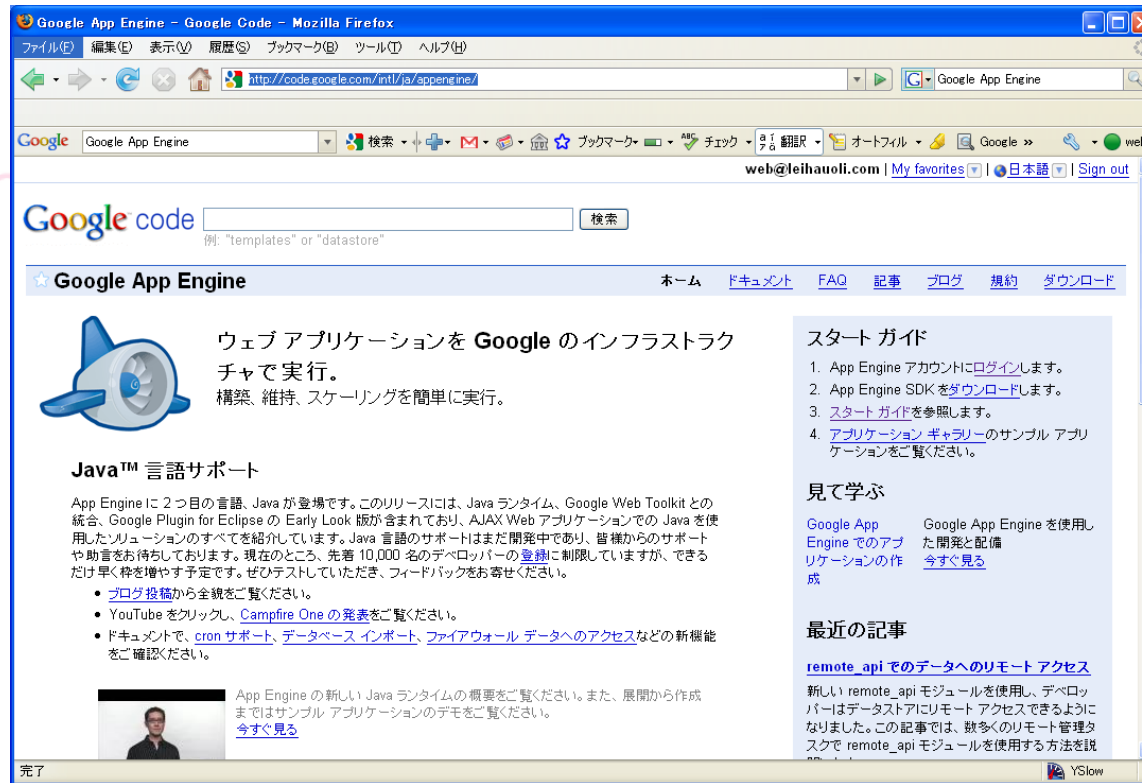 Google App Engine - Google Code - Mozilla Firefox
ファイル(F) 編集(E) 表示(V) 履歴(S) ブックマーク(B) ツール(T) ヘルプ(H)
http://code.google.com/intl/ja/appengine/
G Google App Engine
Google Google App Engine 検索 ブックマーク ABC チェック 翻訳 オートフィル Google » web
web@leihauoli.com | My favorites | 日本語 | Sign out
Google code 検索
例: "templates" or "datastore"
Google App Engine
ホーム ドキュメント FAQ 記事 ブログ 規約 ダウンロード
ウェブ アプリケーションを Google のインフラストラク
チャで実行。
構築、維持、スケーリングを簡単に実行。
Java™ 言語サポート
App Engine に 2 つ目の言語、Java が登場です。このリリースには、Java ランタイム、Google Web Toolkit との
統合、Google Plugin for Eclipse の Early Look 版が含まれており、AJAX Web アプリケーションでの Java を使
用したソリューションのすべてを紹介しています。Java 言語のサポートはまだ開発中であり、皆様からのサポート
や助言をお待ちしております。現在のところ、先着 10,000 名のデベロッパーの登録に制限していますが、できる
だけ早く枠を増やす予定です。ぜひテストしていただき、フィードバックをお寄せください。
• ブログ投稿から全貌をご覧ください。
• YouTube をクリックし、Campfire One の発表をご覧ください。
• ドキュメントで、cron サポート、データベース インポート、ファイアウォール データへのアクセスなどの新機能
をご確認ください。
App Engine の新しい Java ランタイムの概要をご覧ください。また、展開から作成
まではサンプル アプリケーションのデモをご覧ください。
今すぐ見る
スタート ガイド
1. App Engine アカウントにログインします。
2. App Engine SDK をダウンロードします。
3. スタート ガイドを参照します。
4. アプリケーション ギャラリーのサンプル アプリ
ケーションをご覧ください。
見て学ぶ
Google App
Engine でのアプ
リケーションの作
成
Google App Engine を使用し
た開発と配備
今すぐ見る
最近の記事
remote_api でのデータへのリモート アクセス
新しい remote_api モジュールを使用し、デベロッ
パーはデータストアにリモート アクセスできるように
なりました。この記事では、数多くのリモート管理タ
スクで remote_api モジュールを使用する方法を説
完了
YSlow